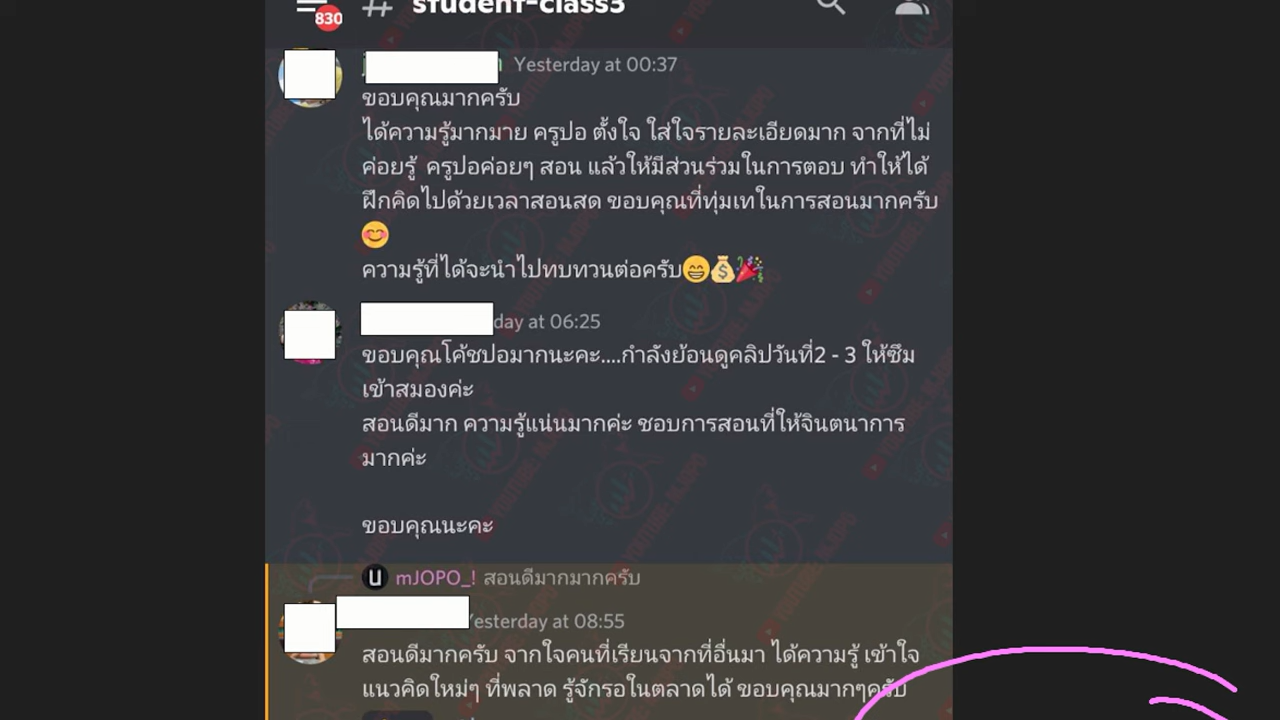 830
# student-class3
Yesterday at 00:37
ขอบคุณมากครับ
ได้ความรู้มากมาย ครูปอ ตั้งใจ ใส่ใจรายละเอียดมาก จากที่ไม่
ค่อยรู้ ครูปอค่อยๆ สอน แล้วให้มีส่วนร่วมในการตอบ ทำให้ได้
ฝึกคิดไปด้วยเวลาสอนสด ขอบคุณที่ทุ่มเทในการสอนมากครับ
😊
ความรู้ที่ได้จะนำไปทบทวนต่อครับ😁💰🎉
day at 06:25
ขอบคุณโค้ชปอมากนะคะ....กำลังย้อนดูคลิปวันที่2 - 3 ให้ซึม
เข้าสมองค่ะ
สอนดีมาก ความรู้แน่นมากค่ะ ชอบการสอนที่ให้จินตนาการ
มากค่ะ
ขอบคุณนะคะ
mJOPO_! สอนดีมากมากครับ
Yesterday at 08:55
สอนดีมากครับ จากใจคนที่เรียนจากที่อื่นมา ได้ความรู้ เข้าใจ
แนวคิดใหม่ๆ ที่พลาด รู้จักรอในตลาดได้ ขอบคุณมากๆครับ